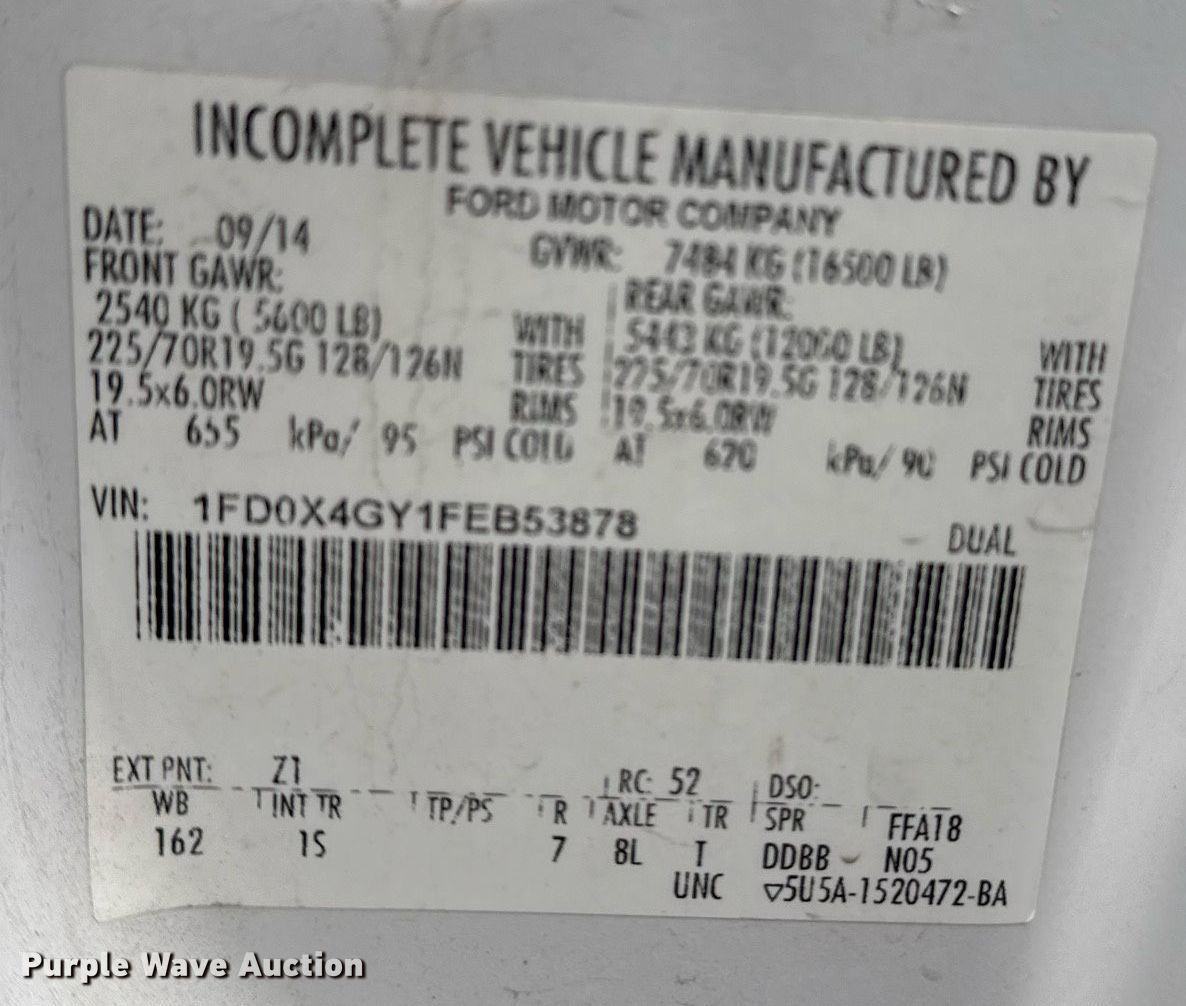 INCOMPLETE VEHICLE MANUFACTURED BY
FORD MOTOR COMPANY
DATE: 09/14 GVWR: 7484 KG (16500 LB)
FRONT GAWR: REAR GAWR:
2540 KG ( 5600 LB) WITH 5443 KG (12000 LB) WITH
225/70R19.5G 128/126N TIRES 225/70R19.5G 128/126N TIRES
19.5x6.0RW RIMS 19.5x6.0RW RIMS
AT 655 kPa/ 95 PSI COLD AT 620 kPa/ 90 PSI COLD
VIN: 1FD0X4GY1FEB53878
DUAL
EXT PNT: Z1 RC: 52 DSO:
WB INT TR TP/PS R AXLE TR SPR FFA18
162 1S 7 8L T DDBB N05
UNC ▽5U5A-1520472-BA
Purple Wave Auction